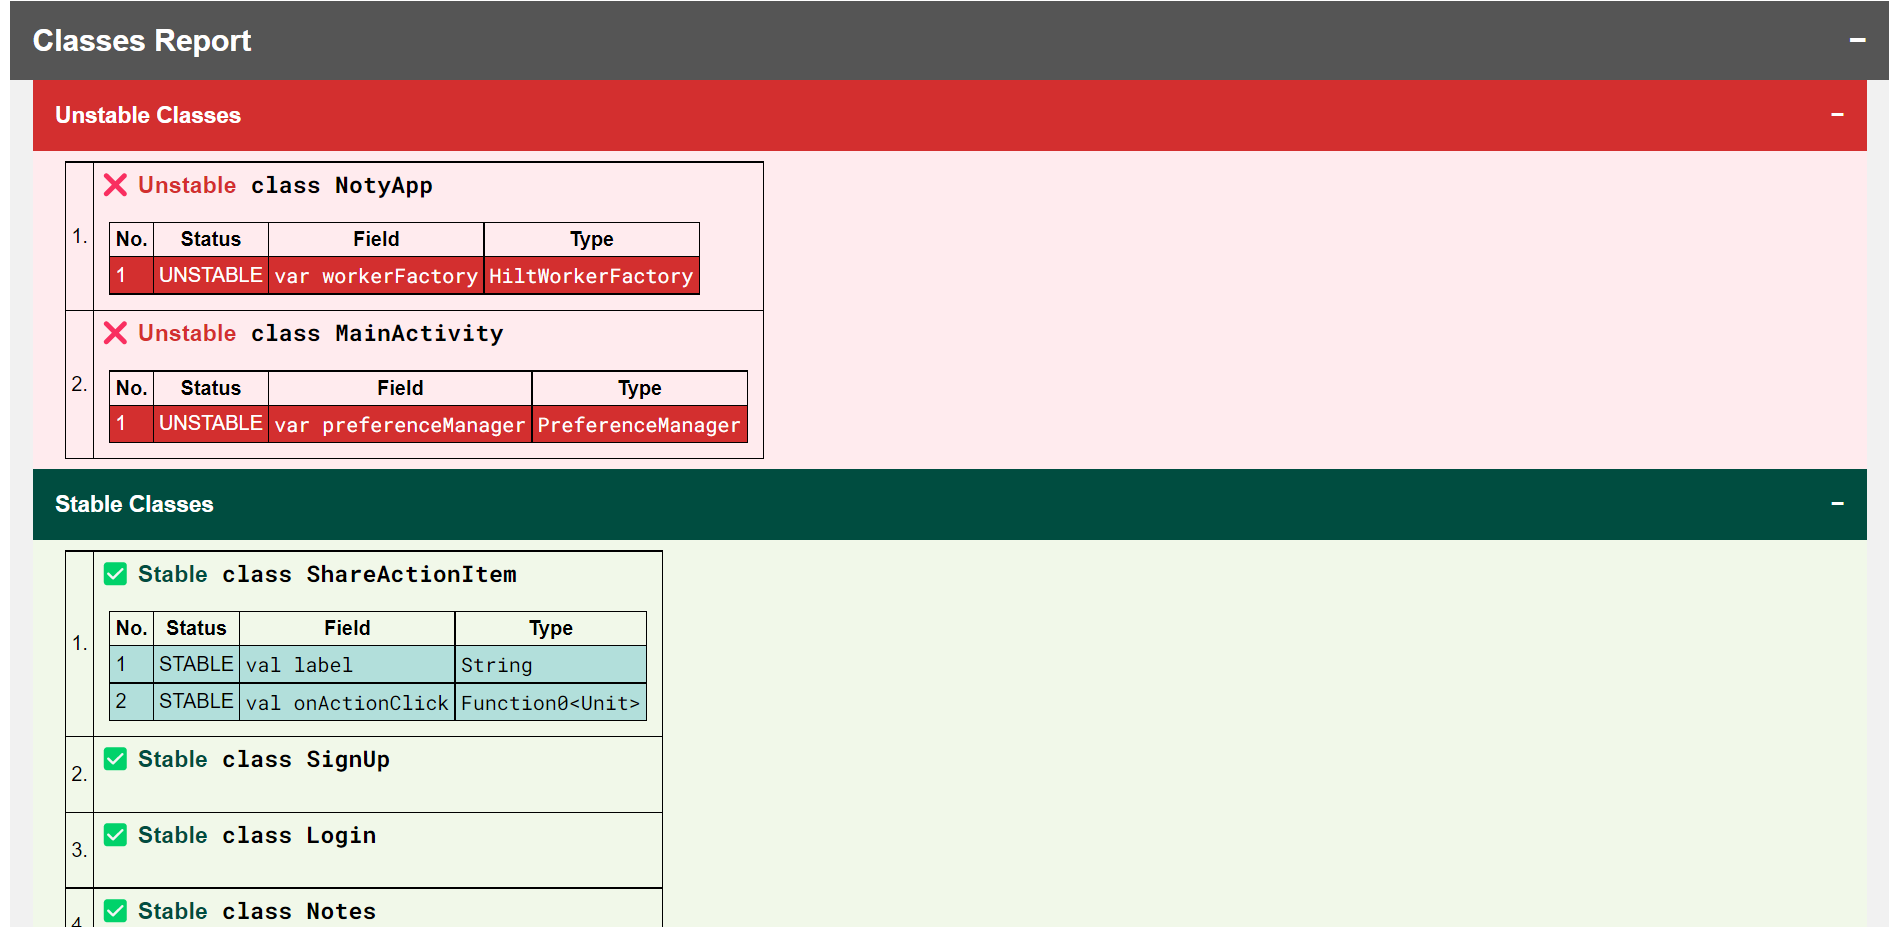 Classes Report
−
Unstable Classes
−
1.
❌ Unstable class NotyApp
No. Status Field Type
1 UNSTABLE var workerFactory HiltWorkerFactory
2.
❌ Unstable class MainActivity
No. Status Field Type
1 UNSTABLE var preferenceManager PreferenceManager
Stable Classes
−
1.
✅ Stable class ShareActionItem
No. Status Field Type
1 STABLE val label String
2 STABLE val onActionClick Function0<Unit>
2.
✅ Stable class SignUp
3.
✅ Stable class Login
4.
✅ Stable class Notes